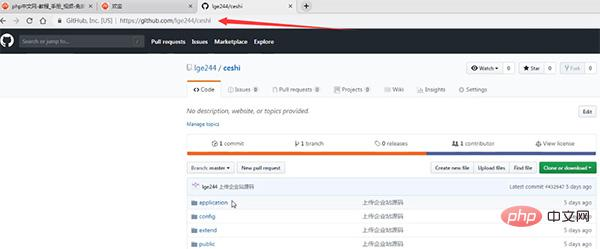 php中文网-教程_手册_视频-免
欢迎
lge244/ceshi
GitHub, Inc. [US] https://github.com/lge244/ceshi
Pull requests Issues Marketplace Explore
lge244 / ceshi
Watch 0 Star 0 Fork 0
Code Issues 0 Pull requests 0 Projects 0 Wiki Insights Settings
No description, website, or topics provided.
Edit
Manage topics
1 commit 1 branch 0 releases 1 contributor View license
Branch: master New pull request Create new file Upload files Find file Clone or download
lge244 上传企业站源码 Latest commit f432947 5 days ago
application 上传企业站源码 5 days ago
config 上传企业站源码 5 days ago
extend 上传企业站源码 5 days ago
public 上传企业站源码 5 days ago
php 中文网